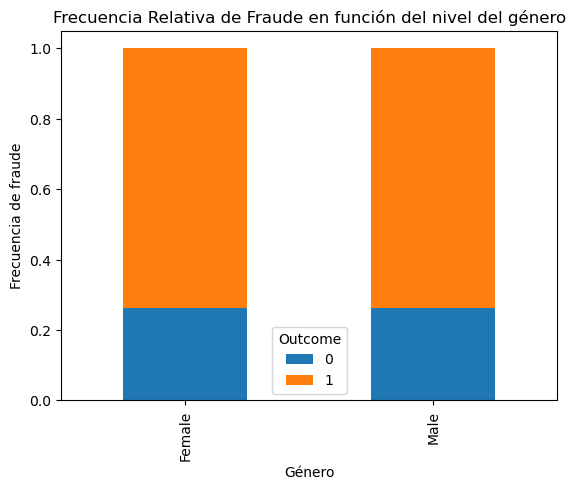 Frecuencia Relativa de Fraude en función del nivel del género
Frecuencia de fraude
1.0
0.8
0.6
0.4
0.2
0.0
Outcome
0
1
Female
Male
Género